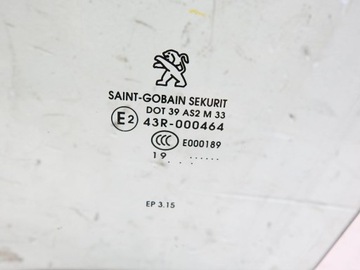 SAINT-GOBAIN SEKURIT
DOT 39 AS2 M 33
E2 43R-000464
CCC E000189
19 ......
EP 3.15